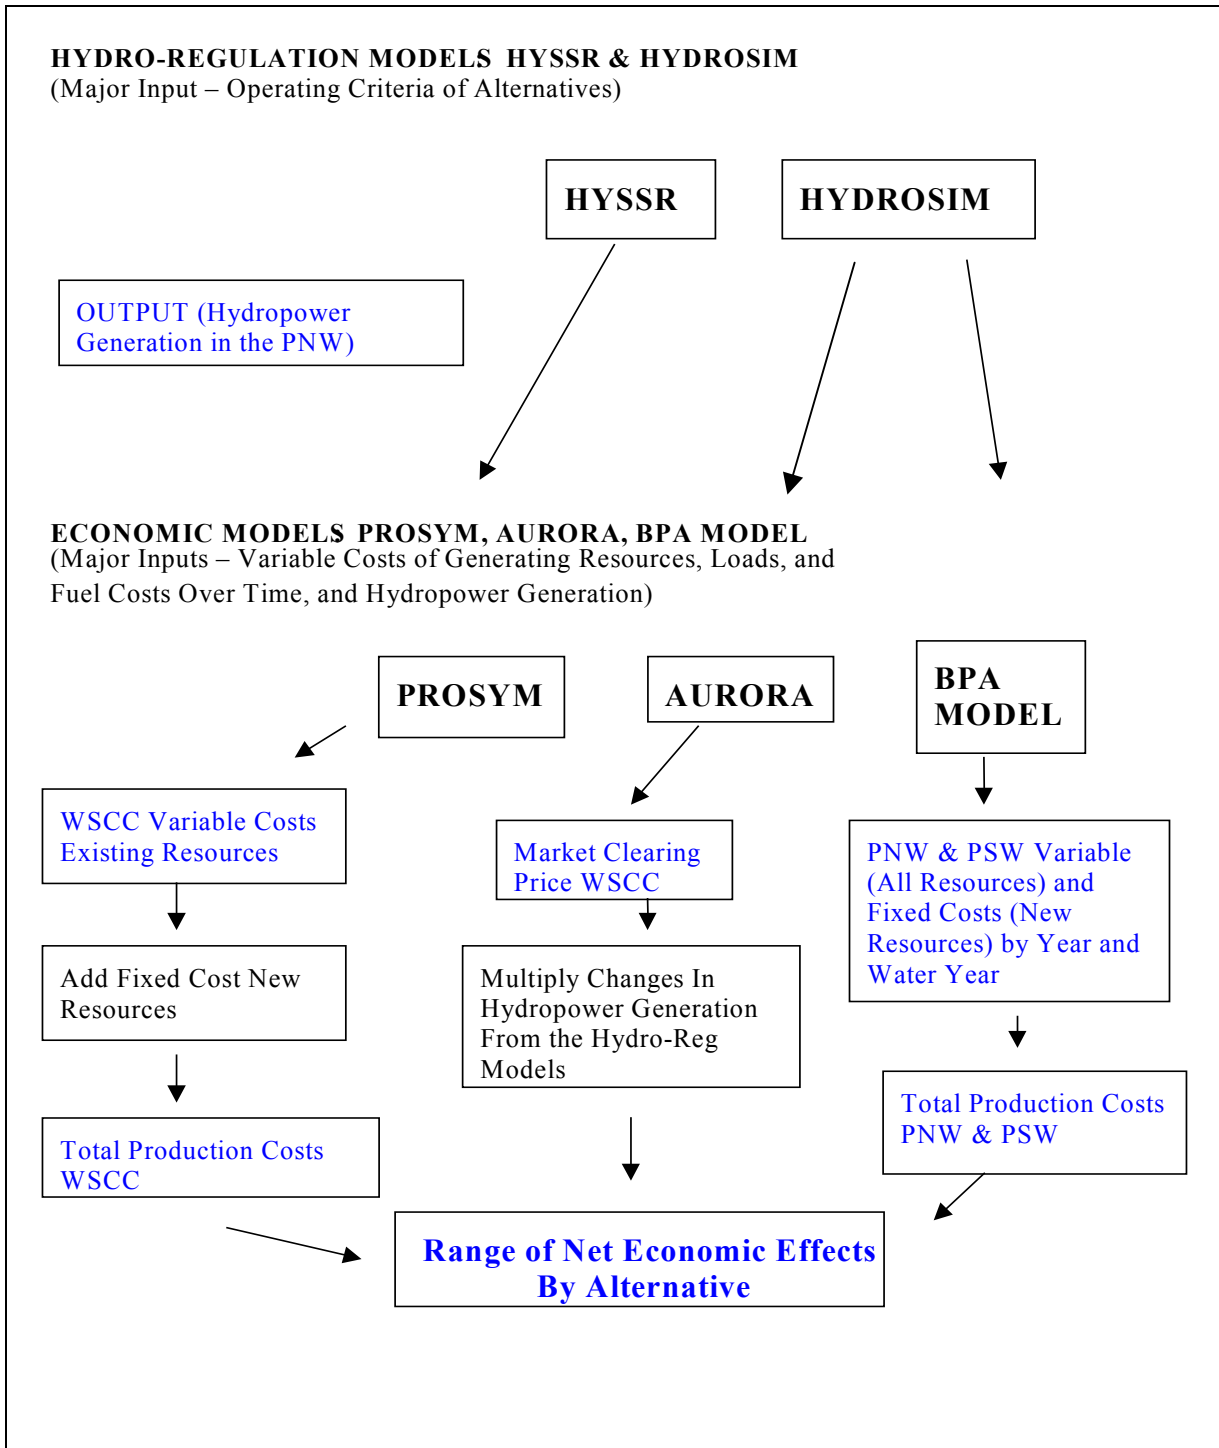 HYDRO-REGULATION MODELS HYSSR & HYDROSIM
(Major Input – Operating Criteria of Alternatives)
HYSSR
HYDROSIM
OUTPUT (Hydropower
Generation in the PNW)
ECONOMIC MODELS PROSYM, AURORA, BPA MODEL
(Major Inputs – Variable Costs of Generating Resources, Loads, and
Fuel Costs Over Time, and Hydropower Generation)
PROSYM
AURORA
BPA
MODEL
WSCC Variable Costs
Existing Resources
Market Clearing
Price WSCC
PNW & PSW Variable
(All Resources) and
Fixed Costs (New
Resources) by Year and
Water Year
Add Fixed Cost New
Resources
Multiply Changes In
Hydropower Generation
From the Hydro-Reg
Models
Total Production Costs
WSCC
Total Production Costs
PNW & PSW
Range of Net Economic Effects
By Alternative